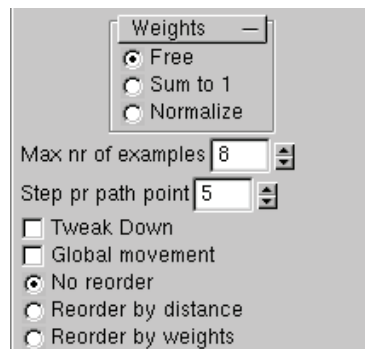 Weights
Free
Sum to 1
Normalize
Max nr of examples 8
Step pr path point 5
Tweak Down
Global movement
No reorder
Reorder by distance
Reorder by weights